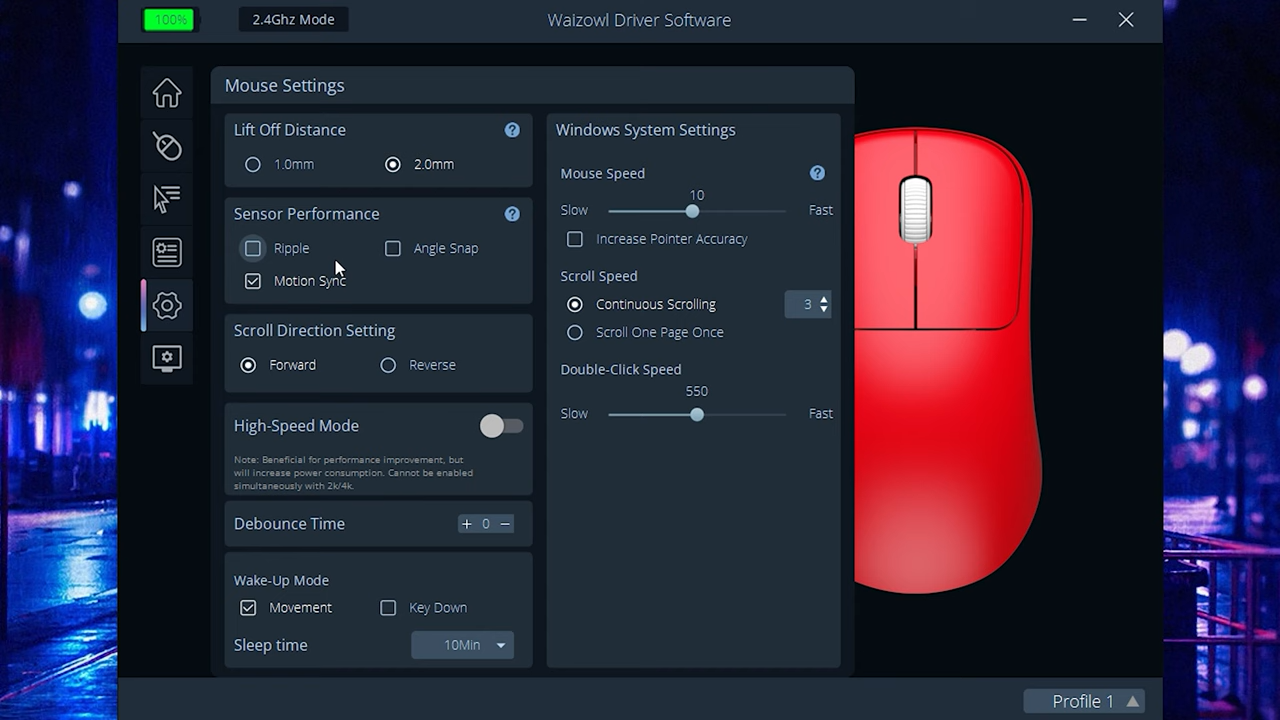 100%
2.4Ghz Mode
Waizowl Driver Software
Mouse Settings
Lift Off Distance
?
1.0mm
2.0mm
Sensor Performance
?
Ripple
Angle Snap
Motion Sync
Scroll Direction Setting
Forward
Reverse
High-Speed Mode
Note: Beneficial for performance improvement, but
will increase power consumption. Cannot be enabled
simultaneously with 2k/4k.
Debounce Time
+ 0 −
Wake-Up Mode
Movement
Key Down
Sleep time
10Min
Windows System Settings
Mouse Speed
?
10
Slow
Fast
Increase Pointer Accuracy
Scroll Speed
Continuous Scrolling
3
Scroll One Page Once
Double-Click Speed
550
Slow
Fast
Profile 1